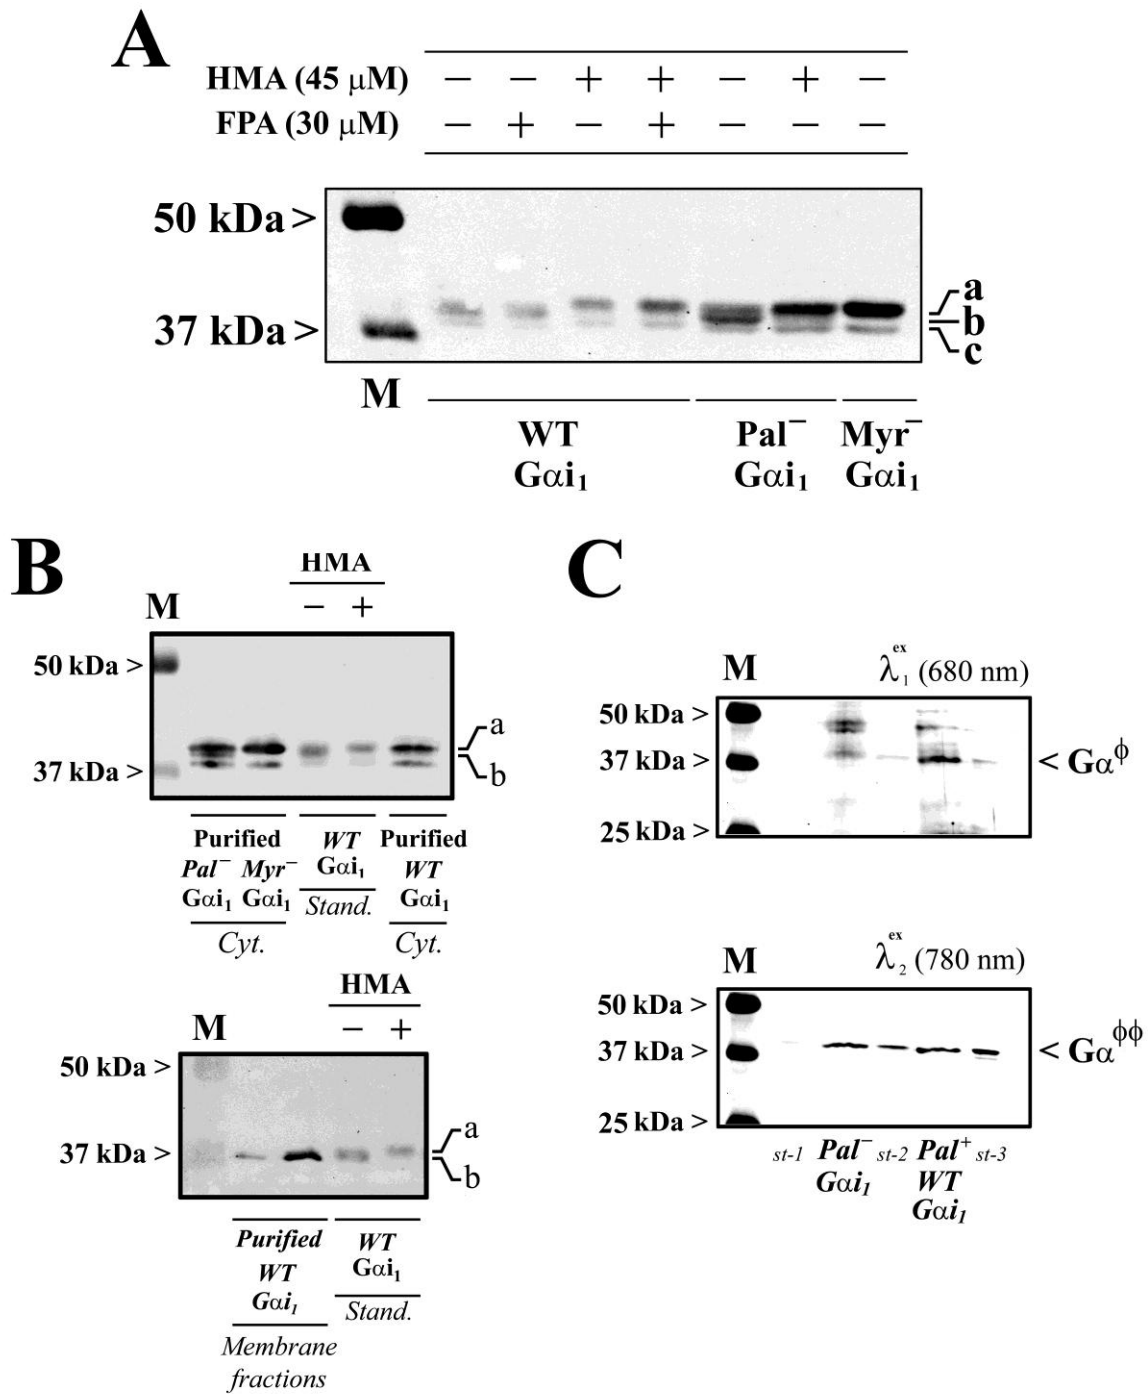 A
HMA (45 μM) − − + + − + −
FPA (30 μM) − + − + − − −
50 kDa >
37 kDa >
a
b
c
M
WT Pal⁻ Myr⁻
Gαi₁ Gαi₁ Gαi₁
B
HMA
M − +
50 kDa >
37 kDa >
a
b
Purified WT Purified
Pal⁻ Myr⁻ Gαi₁ WT
Gαi₁ Gαi₁ Stand. Gαi₁
Cyt. Cyt.
HMA
M − +
50 kDa >
37 kDa >
a
b
Purified WT
WT Gαi₁
Gαi₁ Stand.
Membrane
fractions
C
M λ₁ᵉˣ (680 nm)
50 kDa >
37 kDa > < Gαᶲ
25 kDa >
M λ₂ᵉˣ (780 nm)
50 kDa >
37 kDa > < Gαᶲᶲ
25 kDa >
st-1 Pal⁻ st-2 Pal⁺ st-3
Gαi₁ WT
Gαi₁